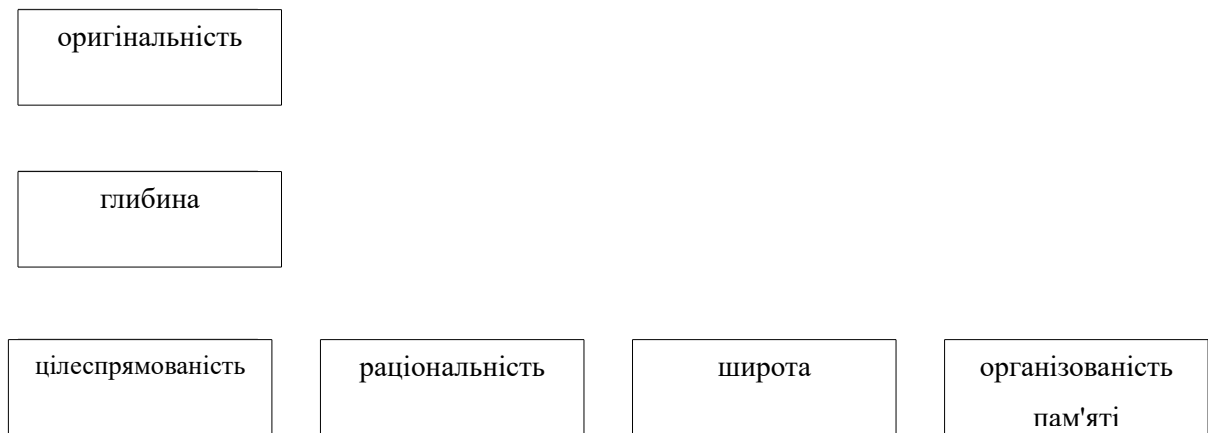 оригінальність
глибина
цілеспрямованість раціональність широта організованість
пам'яті